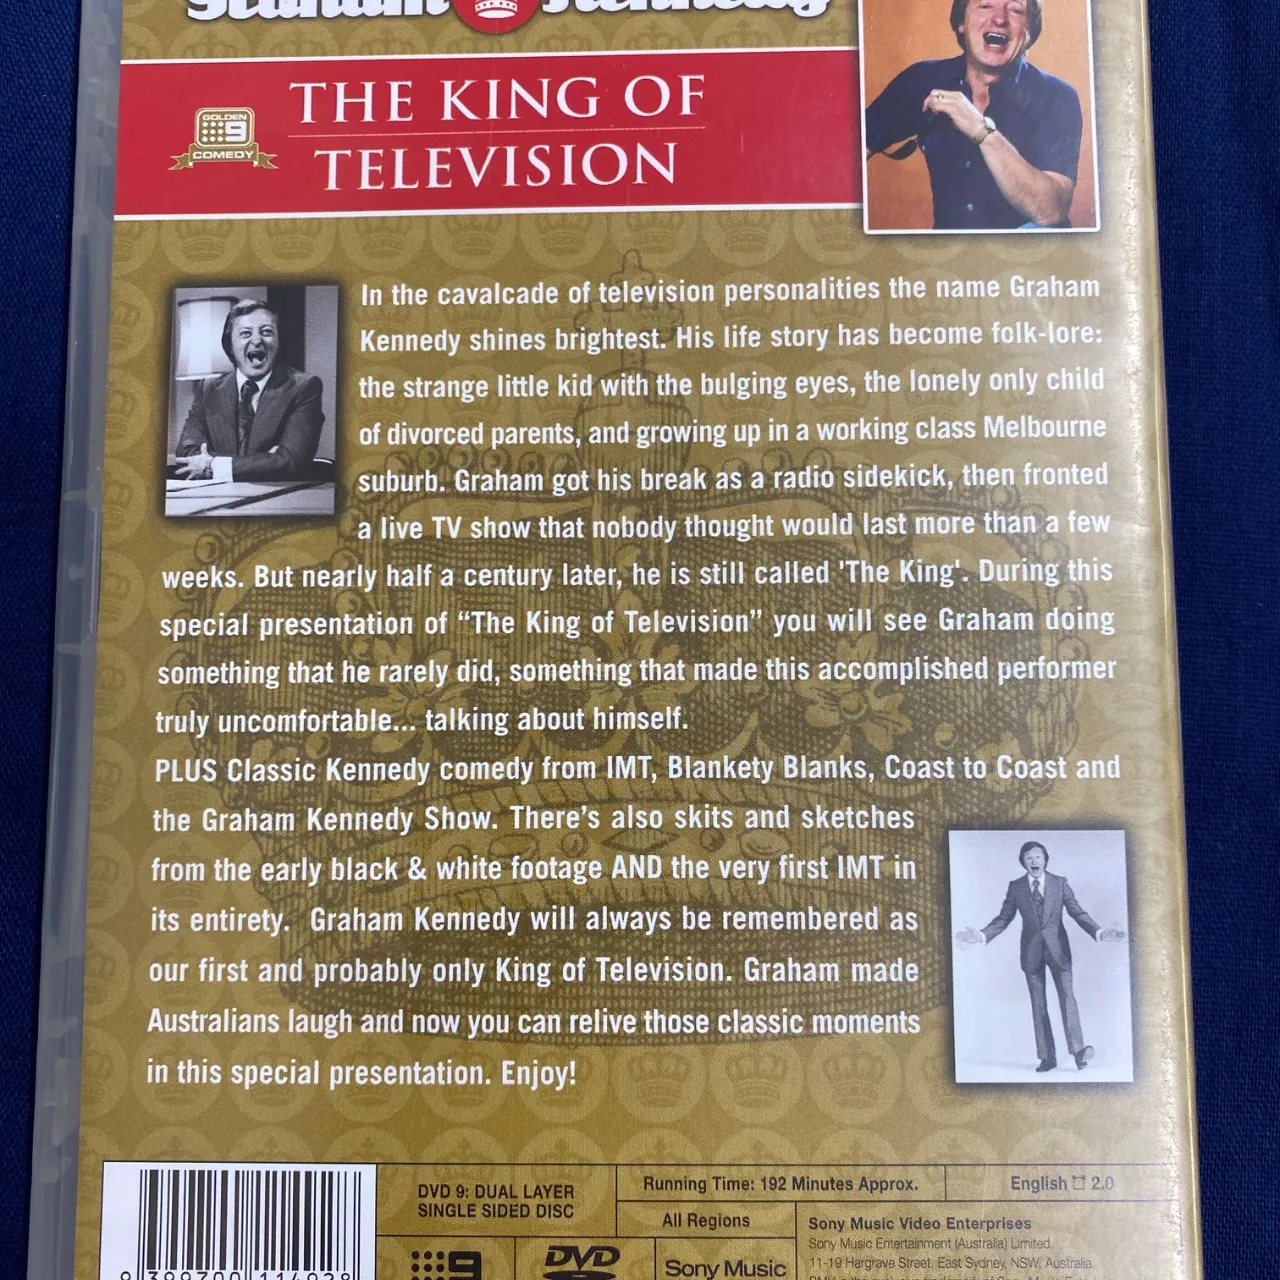 Graham Kennedy
THE KING OF
TELEVISION
GOLDEN
9
COMEDY
In the cavalcade of television personalities the name Graham
Kennedy shines brightest. His life story has become folk-lore:
the strange little kid with the bulging eyes, the lonely only child
of divorced parents, and growing up in a working class Melbourne
suburb. Graham got his break as a radio sidekick, then fronted
a live TV show that nobody thought would last more than a few
weeks. But nearly half a century later, he is still called 'The King'. During this
special presentation of “The King of Television” you will see Graham doing
something that he rarely did, something that made this accomplished performer
truly uncomfortable... talking about himself.
PLUS Classic Kennedy comedy from IMT, Blankety Blanks, Coast to Coast and
the Graham Kennedy Show. There’s also skits and sketches
from the early black & white footage AND the very first IMT in
its entirety. Graham Kennedy will always be remembered as
our first and probably only King of Television. Graham made
Australians laugh and now you can relive those classic moments
in this special presentation. Enjoy!
DVD 9: DUAL LAYER
SINGLE SIDED DISC
Running Time: 192 Minutes Approx.
English 2.0
All Regions
Sony Music Video Enterprises
Sony Music Entertainment (Australia) Limited.
11-19 Hargrave Street, East Sydney, NSW, Australia.
9
DVD
Sony Music
9 399700 114928